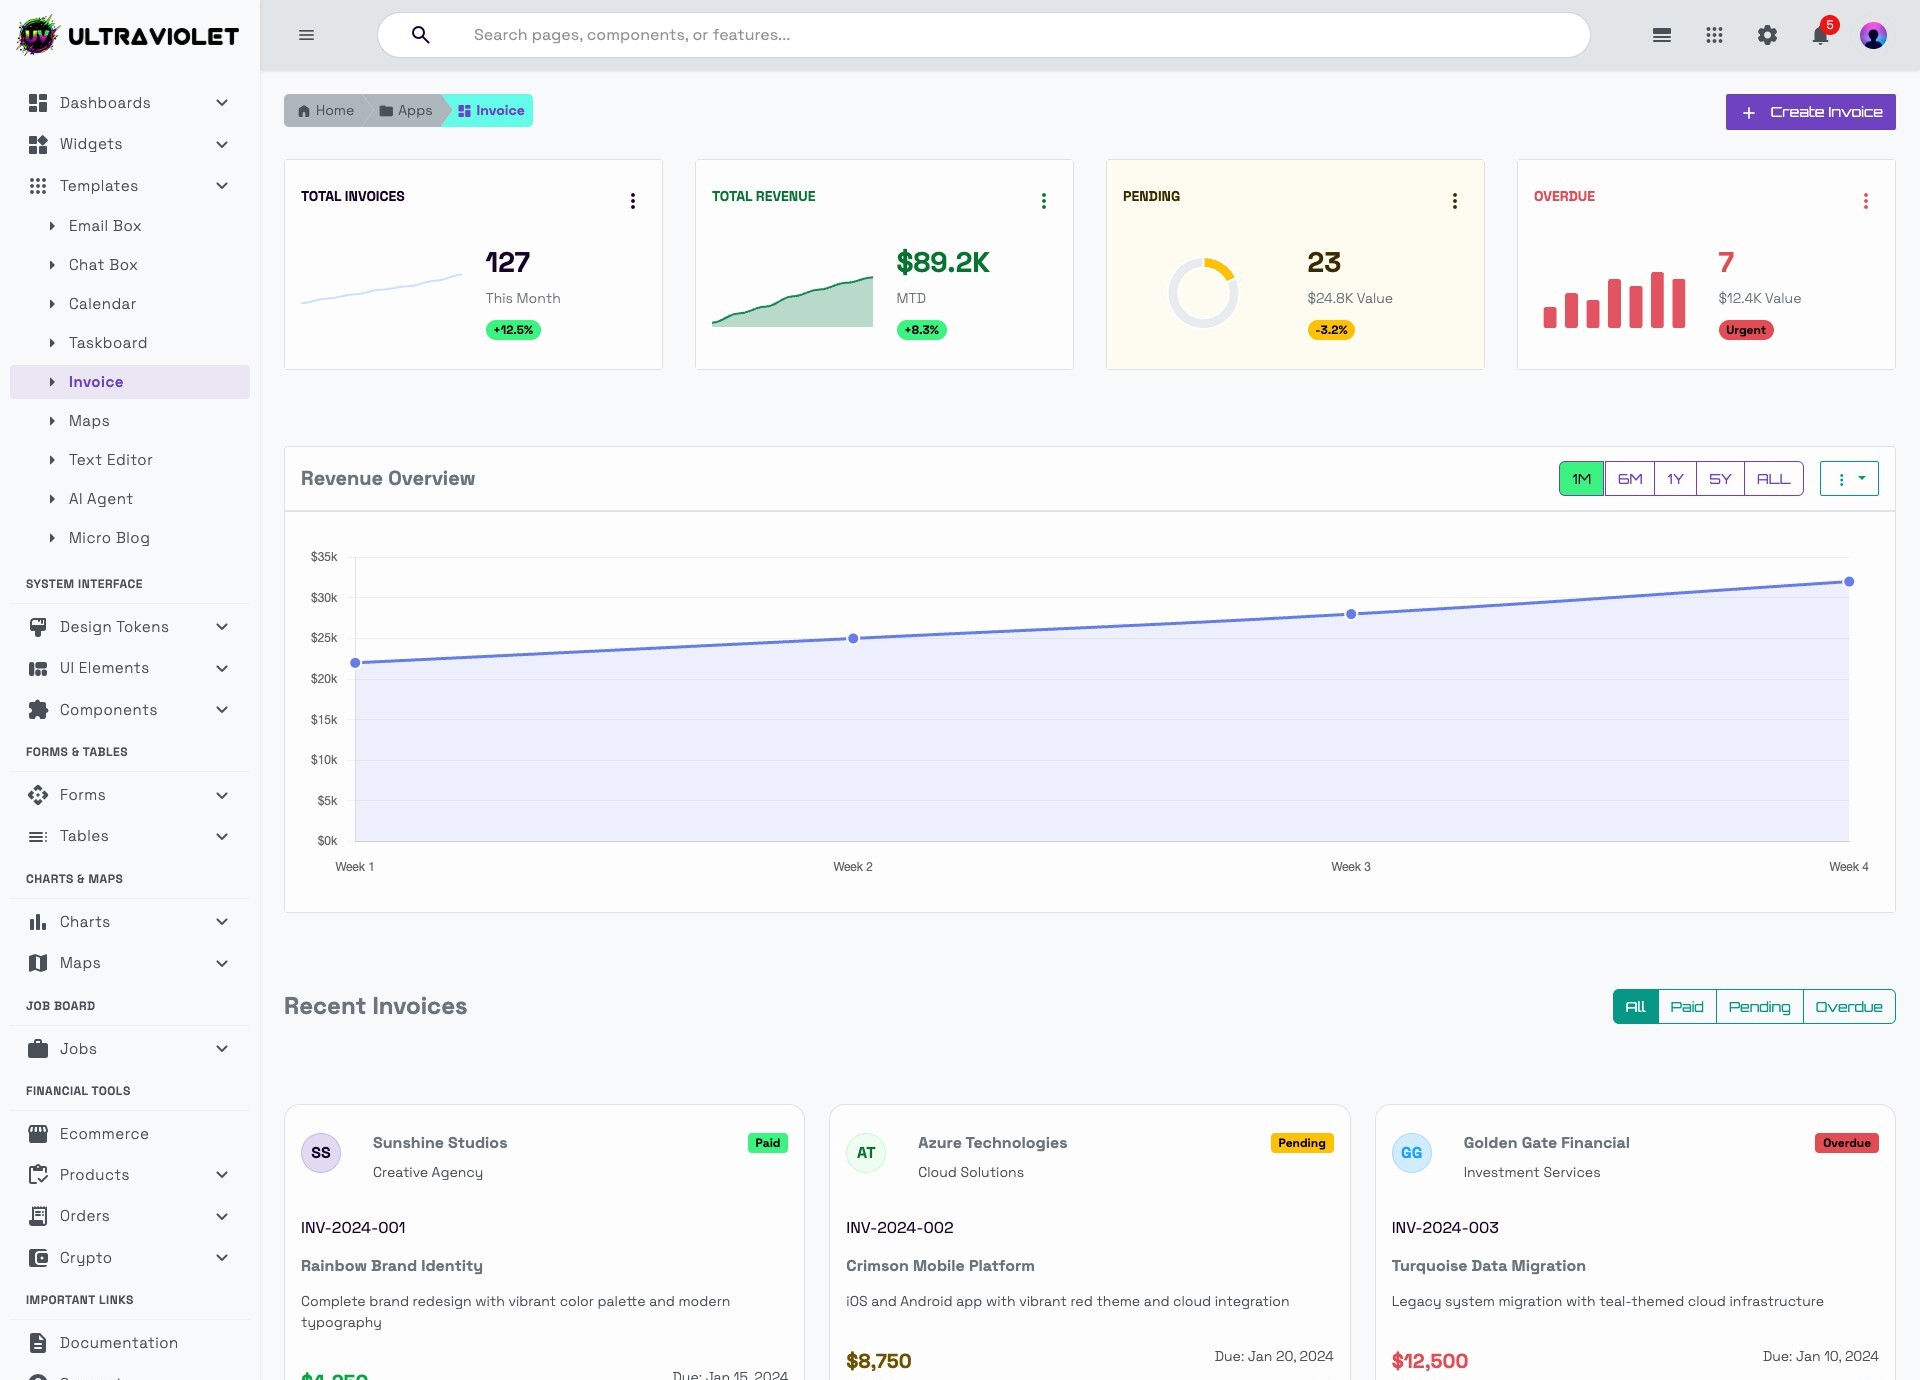 ULTRAVIOLET
Search pages, components, or features...
5
Dashboards
Widgets
Templates
Email Box
Chat Box
Calendar
Taskboard
Invoice
Maps
Text Editor
AI Agent
Micro Blog
SYSTEM INTERFACE
Design Tokens
UI Elements
Components
FORMS & TABLES
Forms
Tables
CHARTS & MAPS
Charts
Maps
JOB BOARD
Jobs
FINANCIAL TOOLS
Ecommerce
Products
Orders
Crypto
IMPORTANT LINKS
Documentation
Home Apps Invoice
Create Invoice
TOTAL INVOICES
127
This Month
+12.5%
TOTAL REVENUE
$89.2K
MTD
+8.3%
PENDING
23
$24.8K Value
-3.2%
OVERDUE
7
$12.4K Value
Urgent
Revenue Overview
1M 6M 1Y 5Y ALL
$35k
$30k
$25k
$20k
$15k
$10k
$5k
$0k
Week 1 Week 2 Week 3 Week 4
Recent Invoices
All Paid Pending Overdue
SS
Sunshine Studios
Paid
Creative Agency
INV-2024-001
Rainbow Brand Identity
Complete brand redesign with vibrant color palette and modern
typography
Due: Jan 15, 2024
AT
Azure Technologies
Pending
Cloud Solutions
INV-2024-002
Crimson Mobile Platform
iOS and Android app with vibrant red theme and cloud integration
$8,750
Due: Jan 20, 2024
GG
Golden Gate Financial
Overdue
Investment Services
INV-2024-003
Turquoise Data Migration
Legacy system migration with teal-themed cloud infrastructure
$12,500
Due: Jan 10, 2024